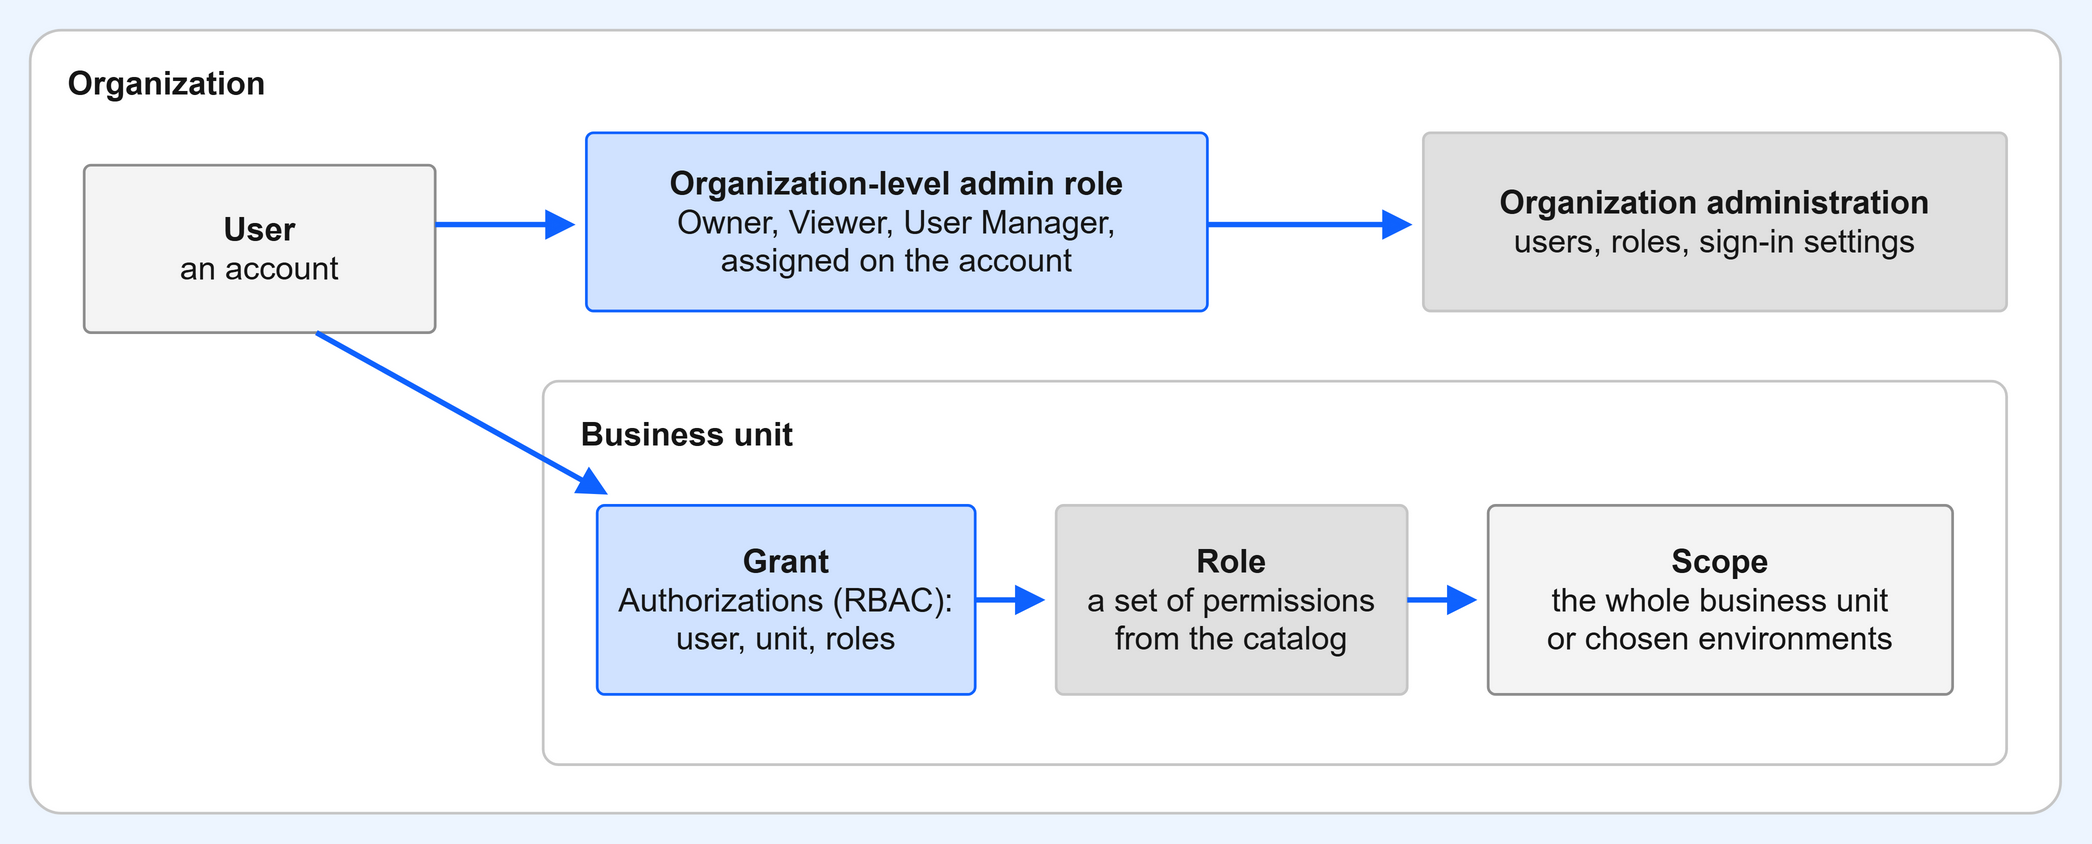 Organization
User
an account
Organization-level admin role
Owner, Viewer, User Manager,
assigned on the account
Organization administration
users, roles, sign-in settings
Business unit
Grant
Authorizations (RBAC):
user, unit, roles
Role
a set of permissions
from the catalog
Scope
the whole business unit
or chosen environments